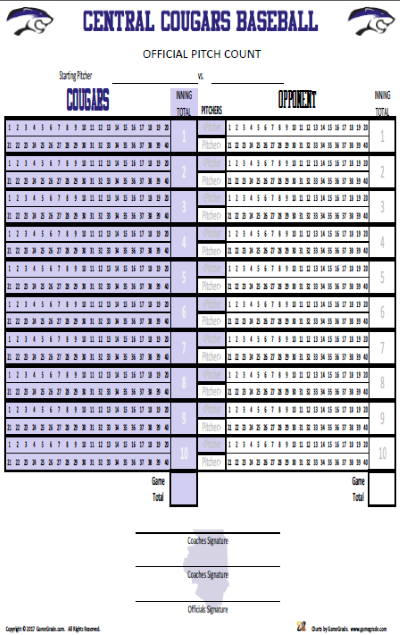 CENTRAL COUGARS BASEBALL
OFFICIAL PITCH COUNT
Starting Pitcher vs.
COUGARS INNING TOTAL PITCHERS OPPONENT INNING TOTAL
1 2 3 4 5 6 7 8 9 10 11 12 13 14 15 16 17 18 19 20 1 <Pitcher 1 2 3 4 5 6 7 8 9 10 11 12 13 14 15 16 17 18 19 20 1
21 22 23 24 25 26 27 28 29 30 31 32 33 34 35 36 37 38 39 40 Pitcher> 21 22 23 24 25 26 27 28 29 30 31 32 33 34 35 36 37 38 39 40
1 2 3 4 5 6 7 8 9 10 11 12 13 14 15 16 17 18 19 20 2 <Pitcher 1 2 3 4 5 6 7 8 9 10 11 12 13 14 15 16 17 18 19 20 2
21 22 23 24 25 26 27 28 29 30 31 32 33 34 35 36 37 38 39 40 Pitcher> 21 22 23 24 25 26 27 28 29 30 31 32 33 34 35 36 37 38 39 40
1 2 3 4 5 6 7 8 9 10 11 12 13 14 15 16 17 18 19 20 3 <Pitcher 1 2 3 4 5 6 7 8 9 10 11 12 13 14 15 16 17 18 19 20 3
21 22 23 24 25 26 27 28 29 30 31 32 33 34 35 36 37 38 39 40 Pitcher> 21 22 23 24 25 26 27 28 29 30 31 32 33 34 35 36 37 38 39 40
1 2 3 4 5 6 7 8 9 10 11 12 13 14 15 16 17 18 19 20 4 <Pitcher 1 2 3 4 5 6 7 8 9 10 11 12 13 14 15 16 17 18 19 20 4
21 22 23 24 25 26 27 28 29 30 31 32 33 34 35 36 37 38 39 40 Pitcher> 21 22 23 24 25 26 27 28 29 30 31 32 33 34 35 36 37 38 39 40
1 2 3 4 5 6 7 8 9 10 11 12 13 14 15 16 17 18 19 20 5 <Pitcher 1 2 3 4 5 6 7 8 9 10 11 12 13 14 15 16 17 18 19 20 5
21 22 23 24 25 26 27 28 29 30 31 32 33 34 35 36 37 38 39 40 Pitcher> 21 22 23 24 25 26 27 28 29 30 31 32 33 34 35 36 37 38 39 40
1 2 3 4 5 6 7 8 9 10 11 12 13 14 15 16 17 18 19 20 6 <Pitcher 1 2 3 4 5 6 7 8 9 10 11 12 13 14 15 16 17 18 19 20 6
21 22 23 24 25 26 27 28 29 30 31 32 33 34 35 36 37 38 39 40 Pitcher> 21 22 23 24 25 26 27 28 29 30 31 32 33 34 35 36 37 38 39 40
1 2 3 4 5 6 7 8 9 10 11 12 13 14 15 16 17 18 19 20 7 <Pitcher 1 2 3 4 5 6 7 8 9 10 11 12 13 14 15 16 17 18 19 20 7
21 22 23 24 25 26 27 28 29 30 31 32 33 34 35 36 37 38 39 40 Pitcher> 21 22 23 24 25 26 27 28 29 30 31 32 33 34 35 36 37 38 39 40
1 2 3 4 5 6 7 8 9 10 11 12 13 14 15 16 17 18 19 20 8 <Pitcher 1 2 3 4 5 6 7 8 9 10 11 12 13 14 15 16 17 18 19 20 8
21 22 23 24 25 26 27 28 29 30 31 32 33 34 35 36 37 38 39 40 Pitcher> 21 22 23 24 25 26 27 28 29 30 31 32 33 34 35 36 37 38 39 40
1 2 3 4 5 6 7 8 9 10 11 12 13 14 15 16 17 18 19 20 9 <Pitcher 1 2 3 4 5 6 7 8 9 10 11 12 13 14 15 16 17 18 19 20 9
21 22 23 24 25 26 27 28 29 30 31 32 33 34 35 36 37 38 39 40 Pitcher> 21 22 23 24 25 26 27 28 29 30 31 32 33 34 35 36 37 38 39 40
1 2 3 4 5 6 7 8 9 10 11 12 13 14 15 16 17 18 19 20 10 <Pitcher 1 2 3 4 5 6 7 8 9 10 11 12 13 14 15 16 17 18 19 20 10
21 22 23 24 25 26 27 28 29 30 31 32 33 34 35 36 37 38 39 40 Pitcher> 21 22 23 24 25 26 27 28 29 30 31 32 33 34 35 36 37 38 39 40
Game Game
Total Total
Coaches Signature
Coaches Signature
Officials Signature
Copyright © 2017 GameGrade.com. All Rights Reserved. Charts by GameGrade. www.gamegrade.com